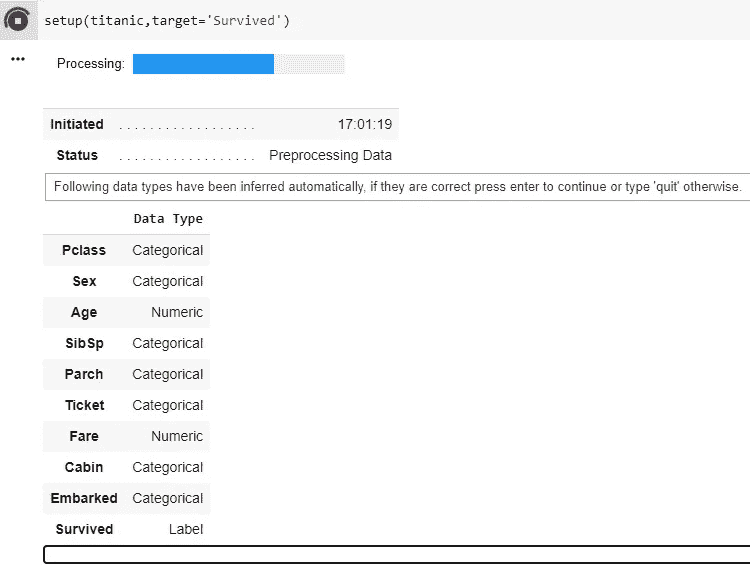 setup(titanic,target='Survived')
Processing:
Initiated . . . . . . . . . . . . . . . . . . 17:01:19
Status . . . . . . . . . . . . . . . . . . Preprocessing Data
Following data types have been inferred automatically, if they are correct press enter to continue or type 'quit' otherwise.
Data Type
Pclass Categorical
Sex Categorical
Age Numeric
SibSp Categorical
Parch Categorical
Ticket Categorical
Fare Numeric
Cabin Categorical
Embarked Categorical
Survived Label